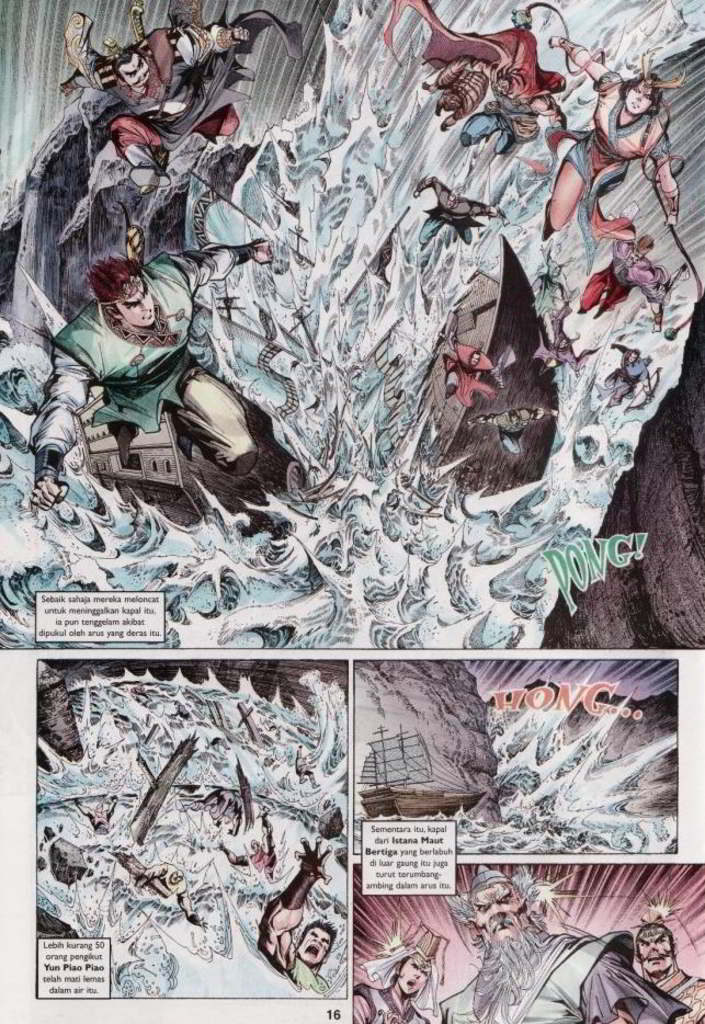 POING!
Sebaik sahaja mereka meloncat
untuk meninggalkan kapal itu,
ia pun tenggelam akibat
dipukul oleh arus yang deras itu.
HONG...
Sementara itu, kapal
dari Istana Maut
Bertiga yang berlabuh
di luar gaung itu juga
turut terumbang-
ambing dalam arus itu.
Lebih kurang 50
orang pengikut
Yun Piao Piao
telah mati lemas
dalam air itu.
16